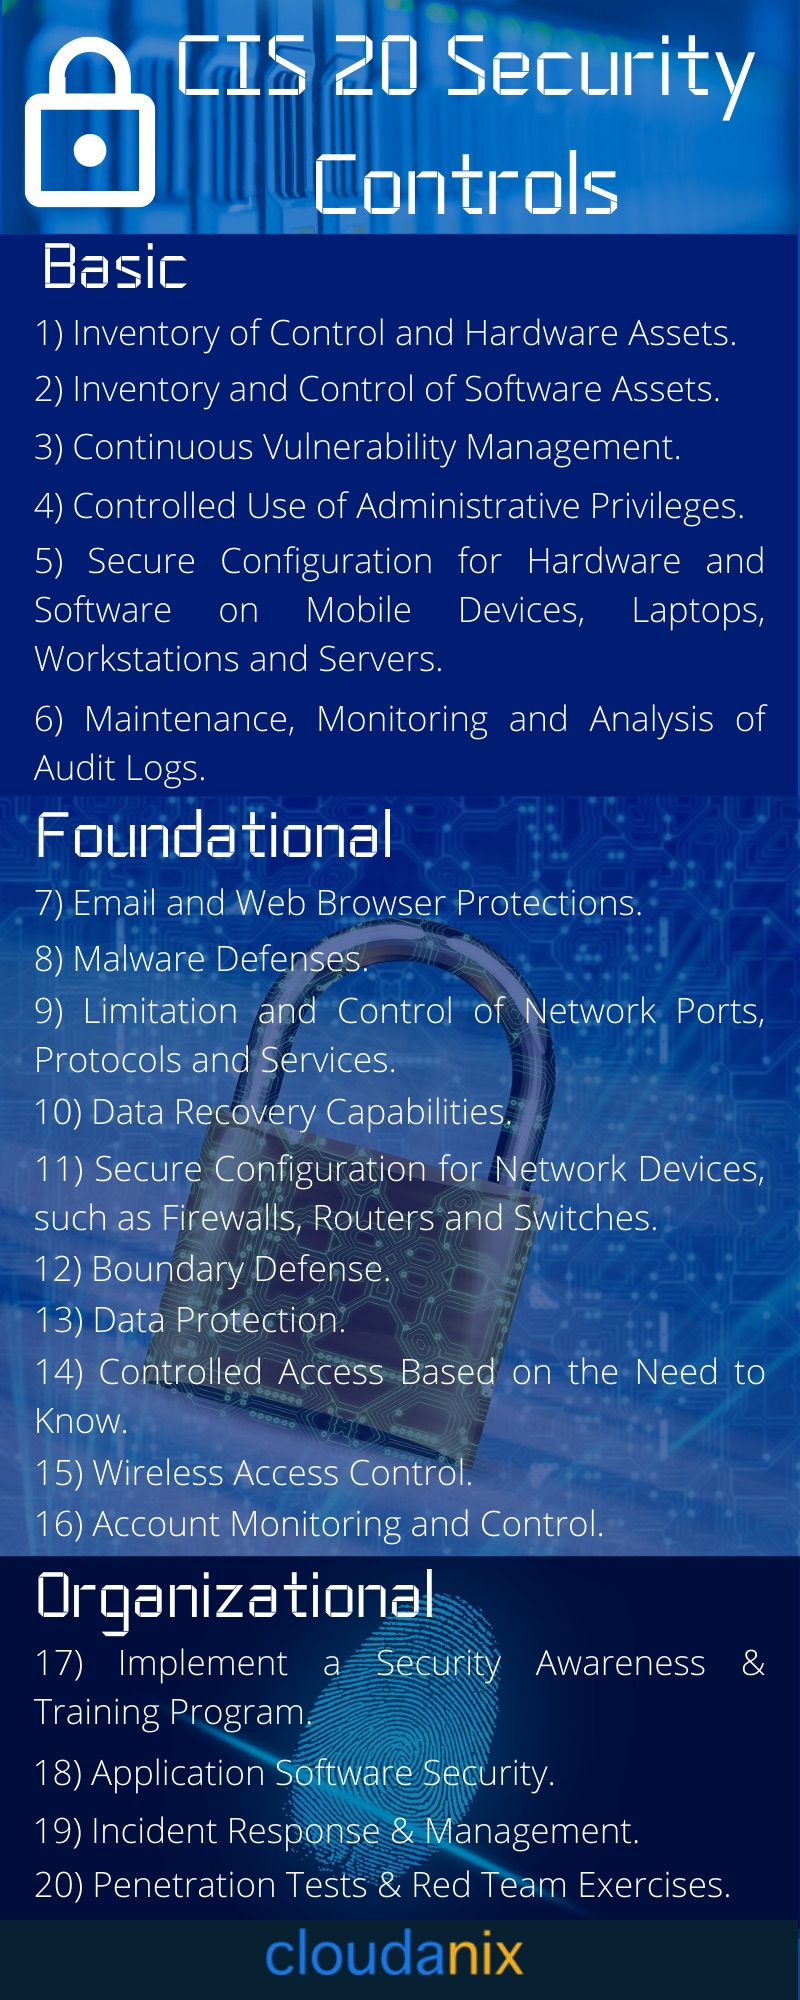 CIS 20 Security
Controls
Basic
1) Inventory of Control and Hardware Assets.
2) Inventory and Control of Software Assets.
3) Continuous Vulnerability Management.
4) Controlled Use of Administrative Privileges.
5) Secure Configuration for Hardware and
Software on Mobile Devices, Laptops,
Workstations and Servers.
6) Maintenance, Monitoring and Analysis of
Audit Logs.
Foundational
7) Email and Web Browser Protections.
8) Malware Defenses.
9) Limitation and Control of Network Ports,
Protocols and Services.
10) Data Recovery Capabilities.
11) Secure Configuration for Network Devices,
such as Firewalls, Routers and Switches.
12) Boundary Defense.
13) Data Protection.
14) Controlled Access Based on the Need to
Know.
15) Wireless Access Control.
16) Account Monitoring and Control.
Organizational
17) Implement a Security Awareness &
Training Program.
18) Application Software Security.
19) Incident Response & Management.
20) Penetration Tests & Red Team Exercises.
cloudanix